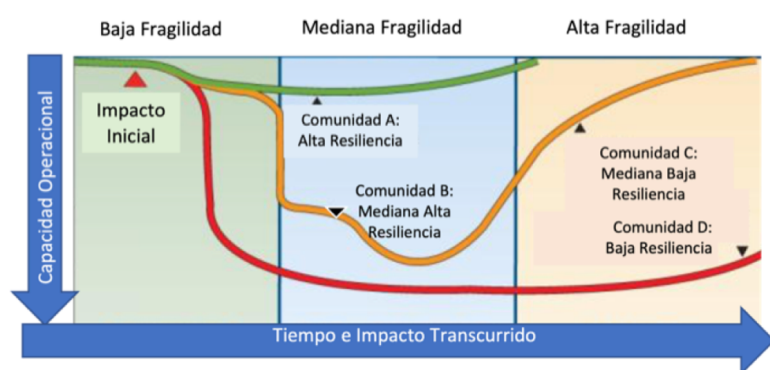 Baja Fragilidad
Mediana Fragilidad
Alta Fragilidad
Capacidad Operacional
Impacto
Inicial
Comunidad A:
Alta Resiliencia
Comunidad B:
Mediana Alta
Resiliencia
Comunidad C:
Mediana Baja
Resiliencia
Comunidad D:
Baja Resiliencia
Tiempo e Impacto Transcurrido